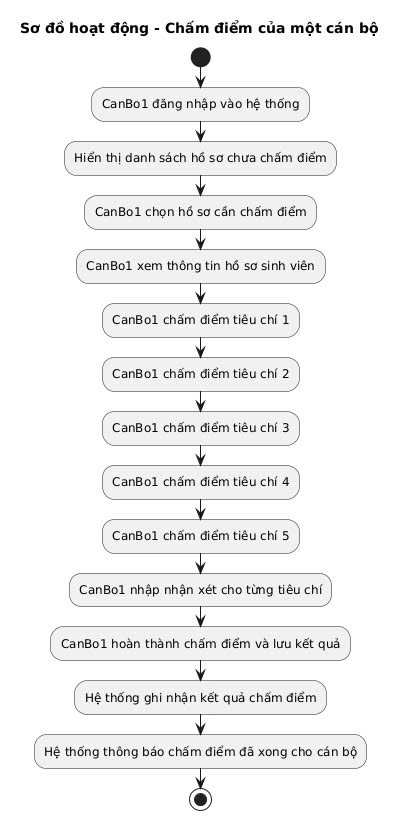 Sơ đồ hoạt động - Chấm điểm của một cán bộ
CanBo1 đăng nhập vào hệ thống
Hiển thị danh sách hồ sơ chưa chấm điểm
CanBo1 chọn hồ sơ cần chấm điểm
CanBo1 xem thông tin hồ sơ sinh viên
CanBo1 chấm điểm tiêu chí 1
CanBo1 chấm điểm tiêu chí 2
CanBo1 chấm điểm tiêu chí 3
CanBo1 chấm điểm tiêu chí 4
CanBo1 chấm điểm tiêu chí 5
CanBo1 nhập nhận xét cho từng tiêu chí
CanBo1 hoàn thành chấm điểm và lưu kết quả
Hệ thống ghi nhận kết quả chấm điểm
Hệ thống thông báo chấm điểm đã xong cho cán bộ